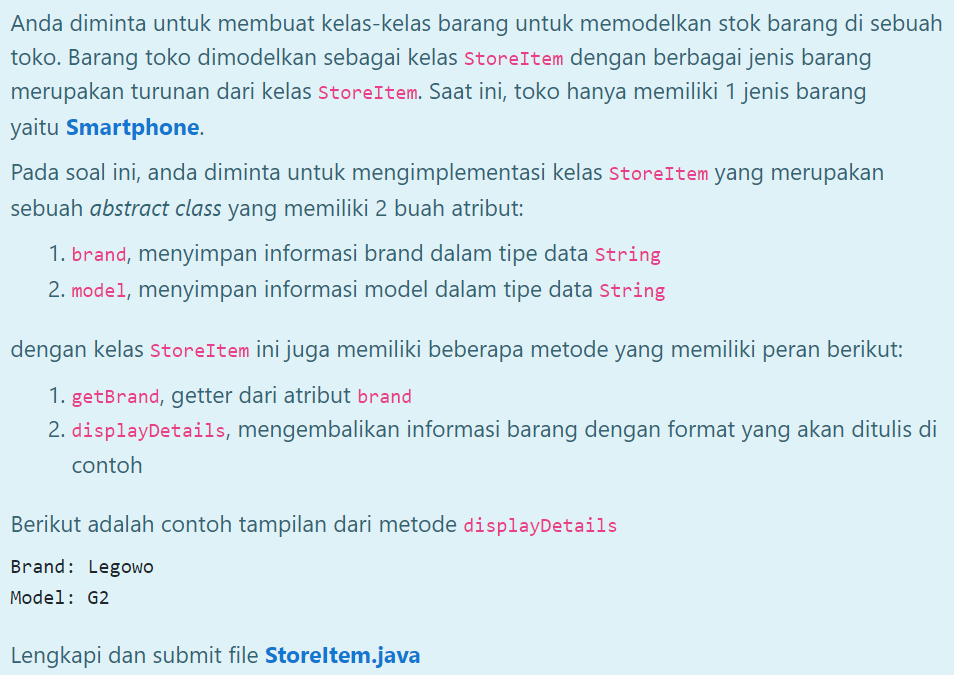 Anda diminta untuk membuat kelas-kelas barang untuk memodelkan stok barang di sebuah
toko. Barang toko dimodelkan sebagai kelas StoreItem dengan berbagai jenis barang
merupakan turunan dari kelas StoreItem. Saat ini, toko hanya memiliki 1 jenis barang
yaitu Smartphone.
Pada soal ini, anda diminta untuk mengimplementasi kelas StoreItem yang merupakan
sebuah abstract class yang memiliki 2 buah atribut:
1. brand, menyimpan informasi brand dalam tipe data String
2. model, menyimpan informasi model dalam tipe data String
dengan kelas StoreItem ini juga memiliki beberapa metode yang memiliki peran berikut:
1. getBrand, getter dari atribut brand
2. displayDetails, mengembalikan informasi barang dengan format yang akan ditulis di
contoh
Berikut adalah contoh tampilan dari metode displayDetails
Brand: Legowo
Model: G2
Lengkapi dan submit file StoreItem.java